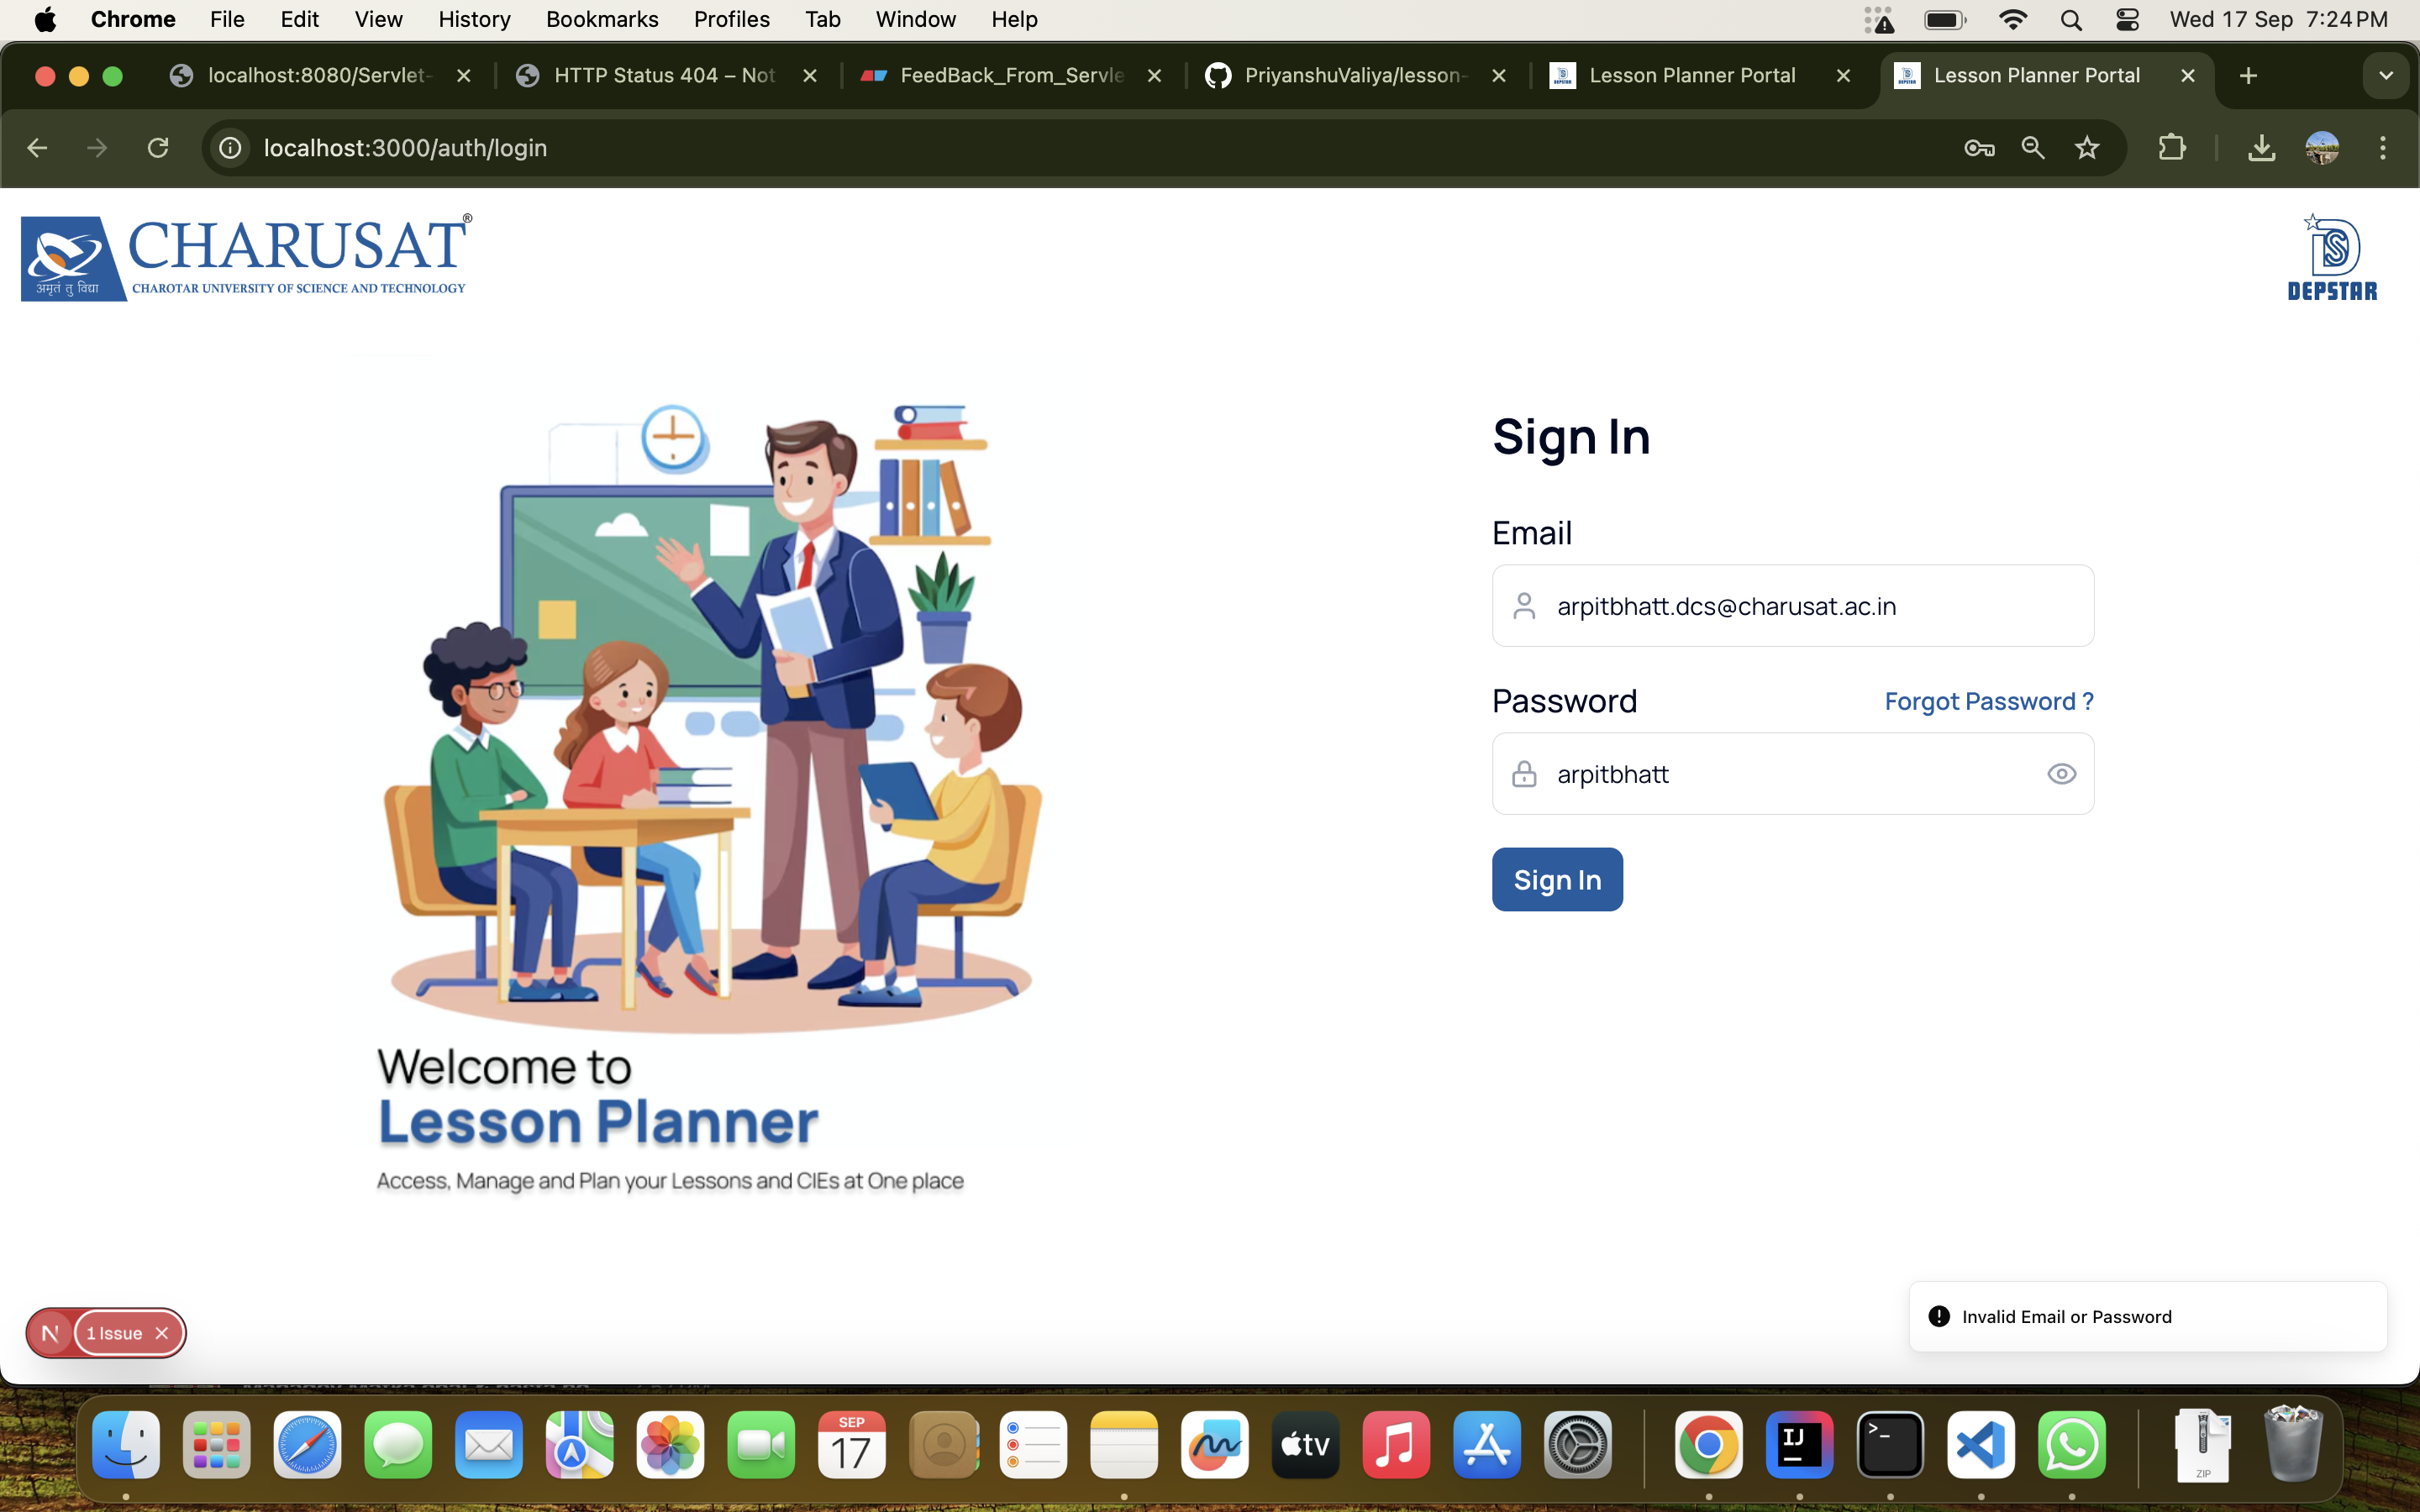 Chrome File Edit View History Bookmarks Profiles Tab Window Help Wed 17 Sep 7:24 PM
localhost:8080/Servlet- HTTP Status 404 – Not FeedBack_From_Servle PriyanshuValiya/lesson- Lesson Planner Portal Lesson Planner Portal
localhost:3000/auth/login
CHARUSAT®
अमृतं तु विद्या
CHAROTAR UNIVERSITY OF SCIENCE AND TECHNOLOGY
DEPSTAR
Sign In
Email
arpitbhatt.dcs@charusat.ac.in
Password Forgot Password ?
arpitbhatt
Sign In
Welcome to
Lesson Planner
Access, Manage and Plan your Lessons and CIEs at One place
N 1 Issue
Invalid Email or Password
SEP
17
tv
IJ
>_
ZIP